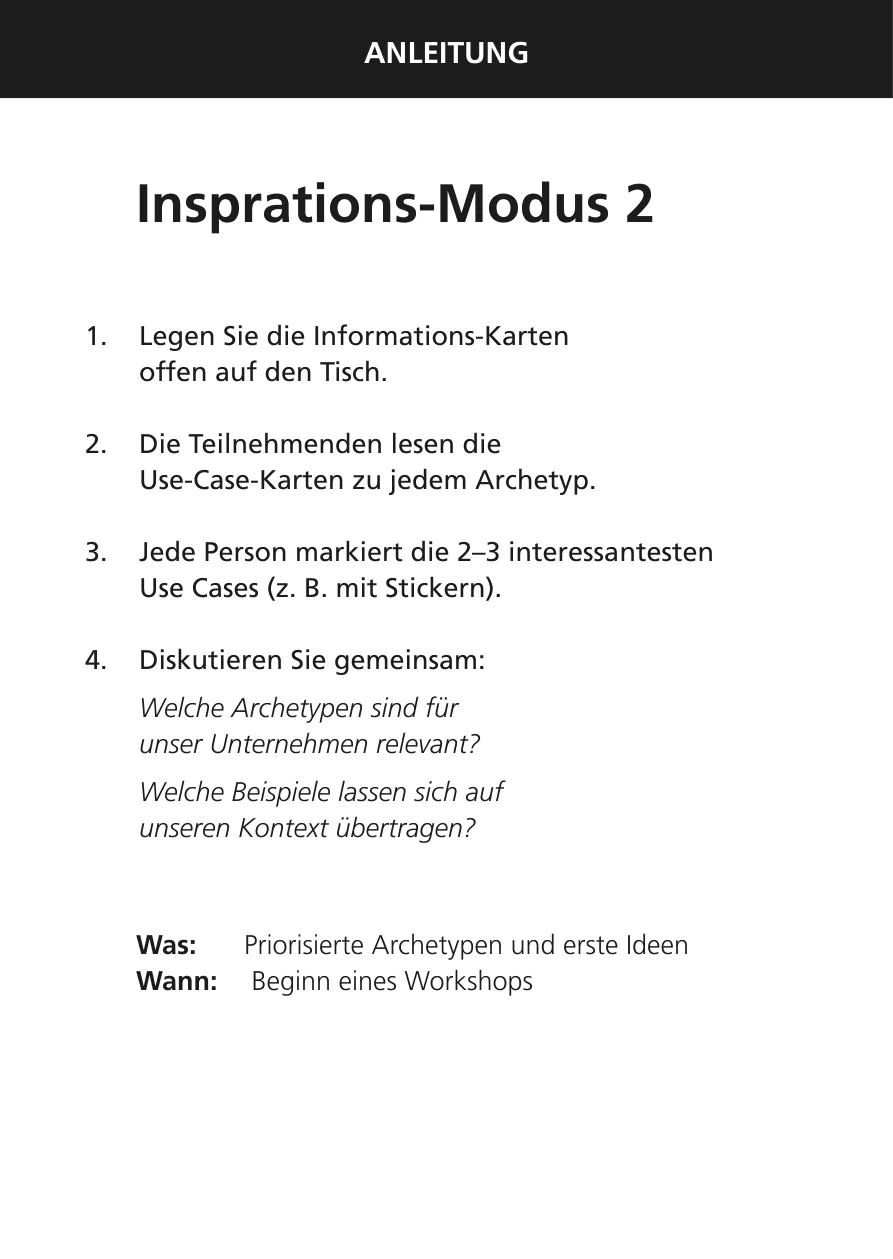 ANLEITUNG
Insprations-Modus 2
1. Legen Sie die Informations-Karten
offen auf den Tisch.
2. Die Teilnehmenden lesen die
Use-Case-Karten zu jedem Archetyp.
3. Jede Person markiert die 2–3 interessantesten
Use Cases (z. B. mit Stickern).
4. Diskutieren Sie gemeinsam:
Welche Archetypen sind für
unser Unternehmen relevant?
Welche Beispiele lassen sich auf
unseren Kontext übertragen?
Was: Priorisierte Archetypen und erste Ideen
Wann: Beginn eines Workshops